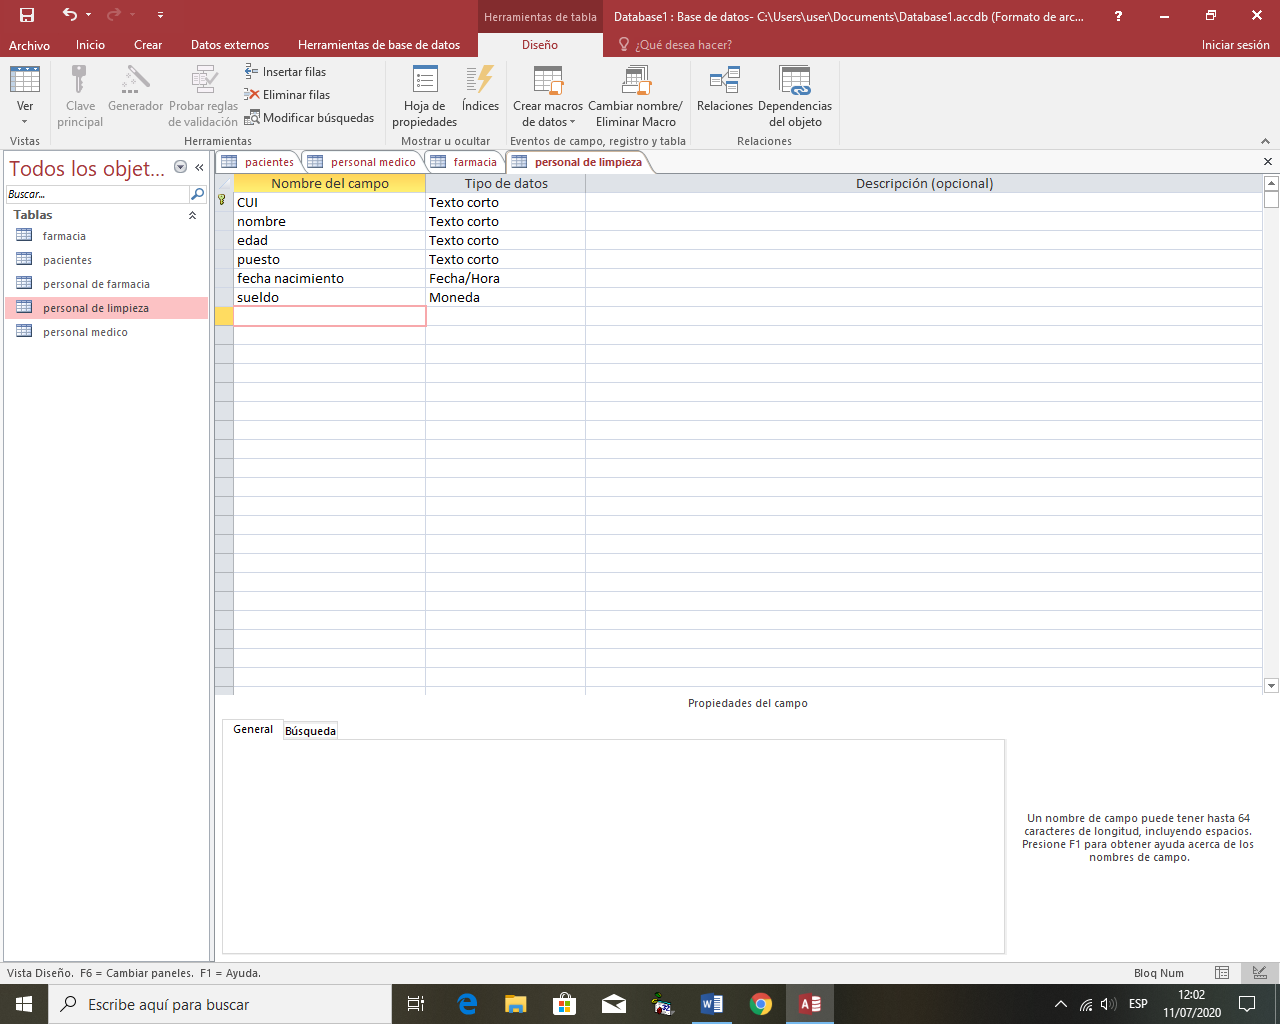 Herramientas de tabla
Database1 : Base de datos- C:\Users\user\Documents\Database1.accdb (Formato de arc...
?
Archivo
Inicio
Crear
Datos externos
Herramientas de base de datos
Diseño
¿Qué desea hacer?
Iniciar sesión
Ver
Clave
principal
Generador
Probar reglas
de validación
Insertar filas
Eliminar filas
Modificar búsquedas
Hoja de
propiedades
Índices
Crear macros
de datos
Cambiar nombre/
Eliminar Macro
Relaciones
Dependencias
del objeto
Vistas
Herramientas
Mostrar u ocultar
Eventos de campo, registro y tabla
Relaciones
Todos los objet...
Buscar...
Tablas
farmacia
pacientes
personal de farmacia
personal de limpieza
personal medico
pacientes
personal medico
farmacia
personal de limpieza
Nombre del campo
Tipo de datos
Descripción (opcional)
CUI Texto corto
nombre Texto corto
edad Texto corto
puesto Texto corto
fecha nacimiento Fecha/Hora
sueldo Moneda
Propiedades del campo
General
Búsqueda
Un nombre de campo puede tener hasta 64
caracteres de longitud, incluyendo espacios.
Presione F1 para obtener ayuda acerca de los
nombres de campo.
Vista Diseño. F6 = Cambiar paneles. F1 = Ayuda.
Bloq Num
Escribe aquí para buscar
ESP
12:02
11/07/2020